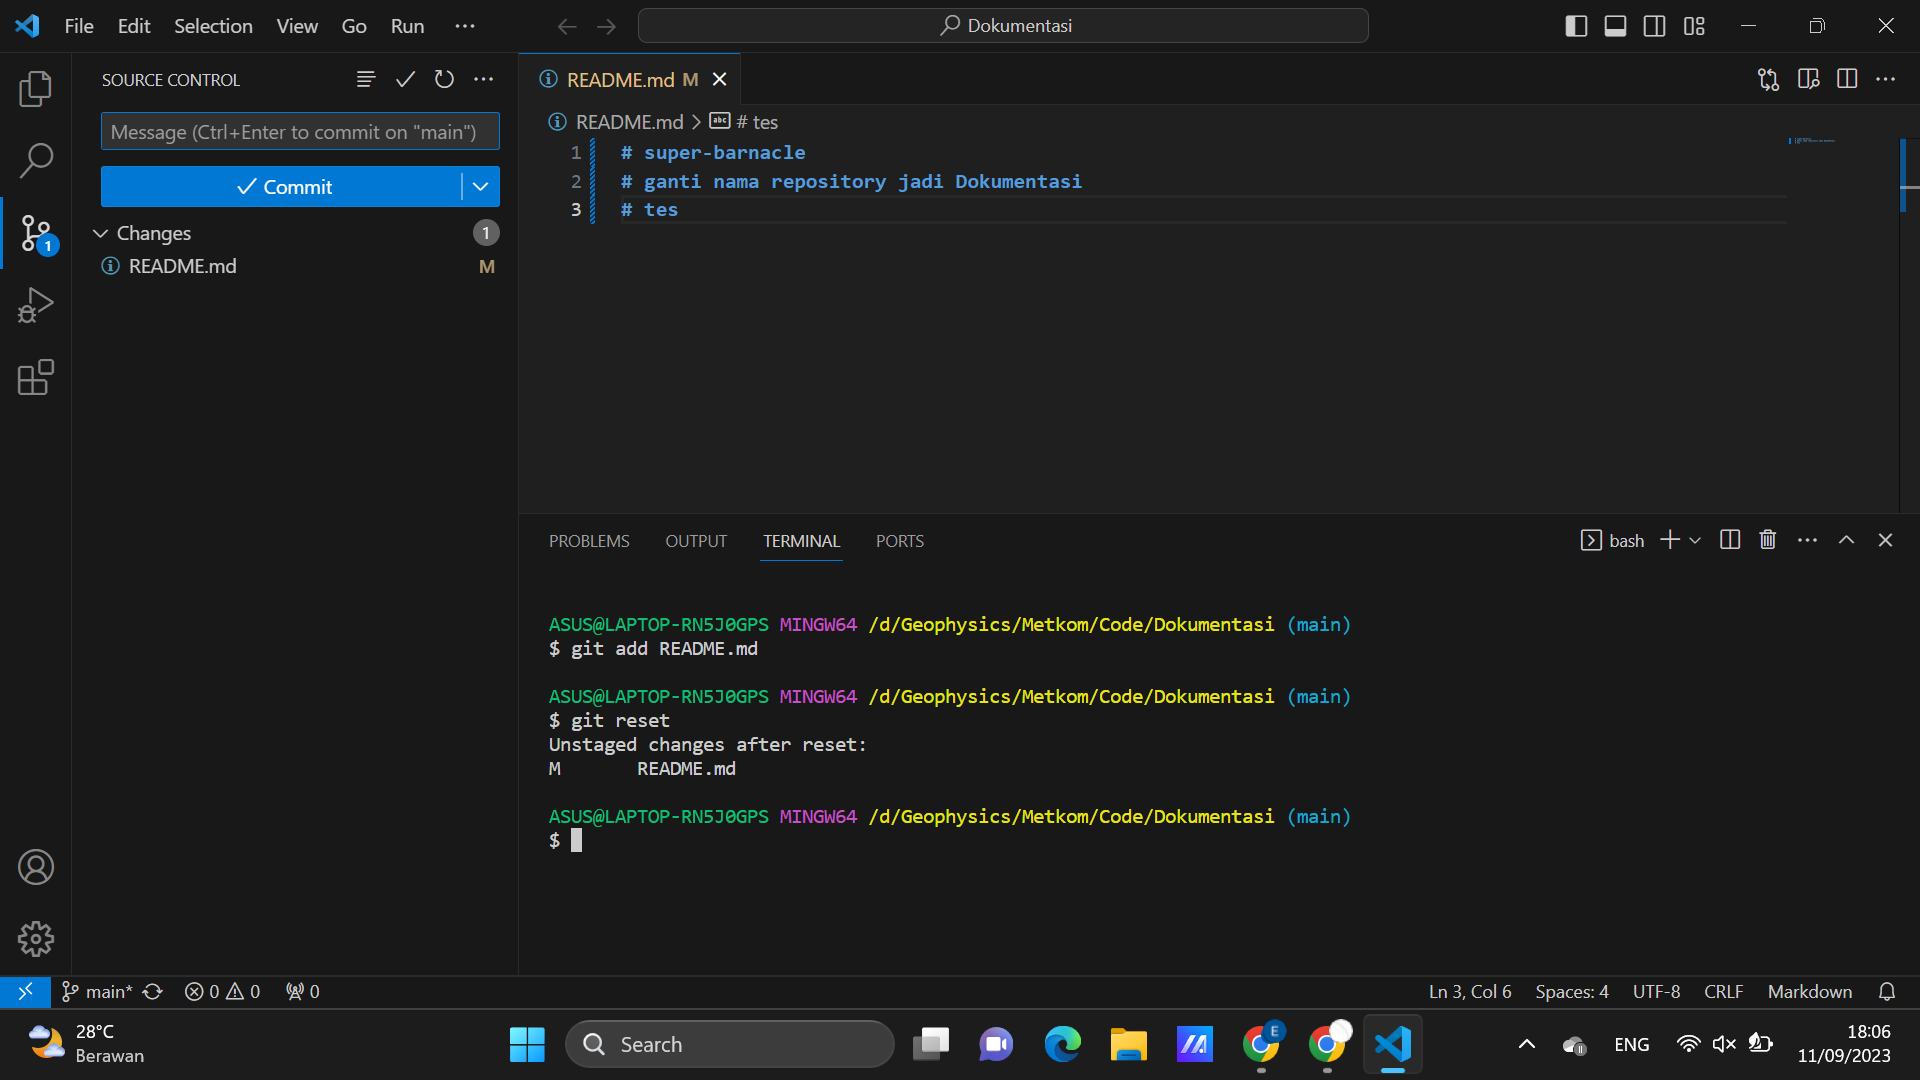 File Edit Selection View Go Run ···
Dokumentasi
SOURCE CONTROL
Message (Ctrl+Enter to commit on "main")
Commit
Changes 1
README.md M
1
README.md M
README.md > # tes
1 # super-barnacle
2 # ganti nama repository jadi Dokumentasi
3 # tes
PROBLEMS OUTPUT TERMINAL PORTS
bash
ASUS@LAPTOP-RN5J0GPS MINGW64 /d/Geophysics/Metkom/Code/Dokumentasi (main)
$ git add README.md
ASUS@LAPTOP-RN5J0GPS MINGW64 /d/Geophysics/Metkom/Code/Dokumentasi (main)
$ git reset
Unstaged changes after reset:
M README.md
ASUS@LAPTOP-RN5J0GPS MINGW64 /d/Geophysics/Metkom/Code/Dokumentasi (main)
$
main* 0 0 0
Ln 3, Col 6 Spaces: 4 UTF-8 CRLF Markdown
28°C
Berawan
Search
E
ENG
18:06
11/09/2023